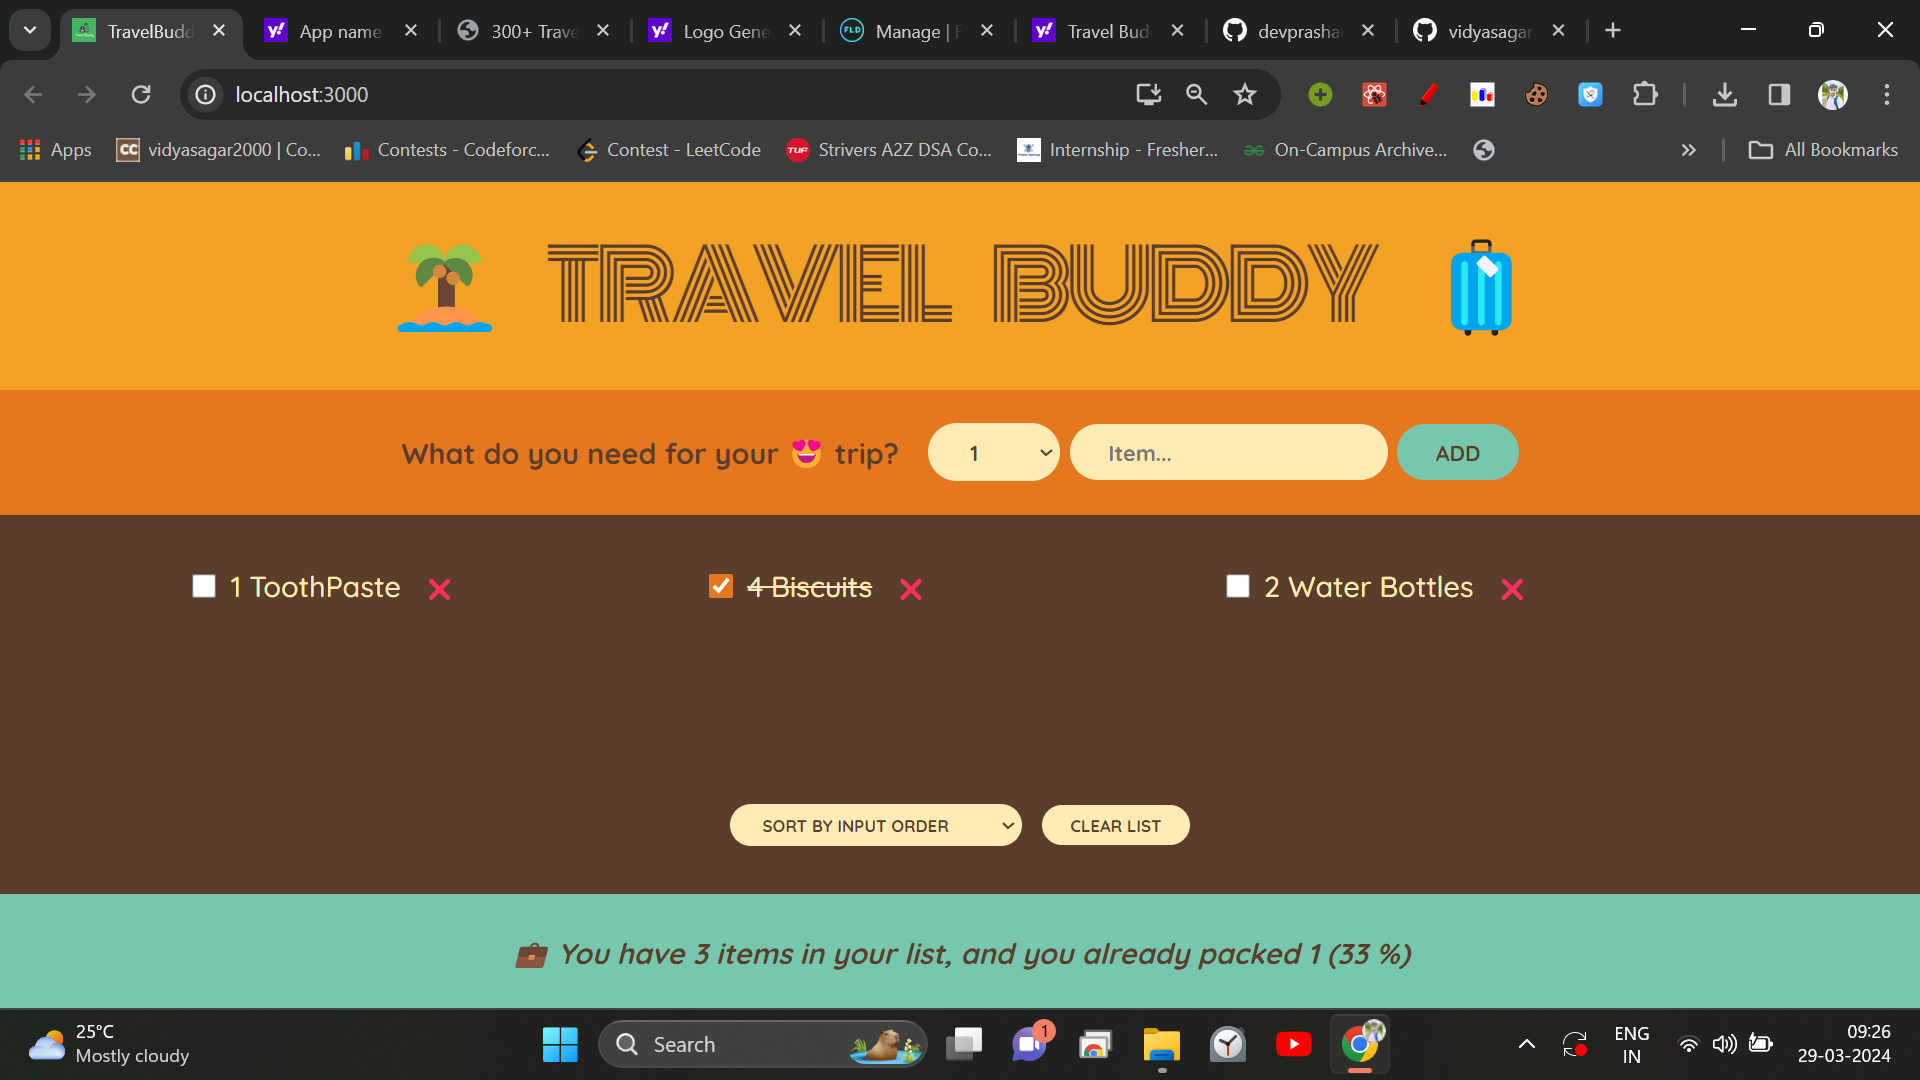 TravelBudd
App name
300+ Trave
Logo Gene
FLD
Manage | F
Travel Bud
devprasha
vidyasagar
localhost:3000
Apps
CC vidyasagar2000 | Co...
Contests - Codeforc...
Contest - LeetCode
TUF Strivers A2Z DSA Co...
Internship - Fresher...
On-Campus Archive...
All Bookmarks
TRAVEL BUDDY
What do you need for your 😍 trip?
1
Item...
ADD
1 ToothPaste
4 Biscuits
2 Water Bottles
SORT BY INPUT ORDER
CLEAR LIST
💼 You have 3 items in your list, and you already packed 1 (33 %)
25°C
Mostly cloudy
Search
1
ENG
IN
09:26
29-03-2024